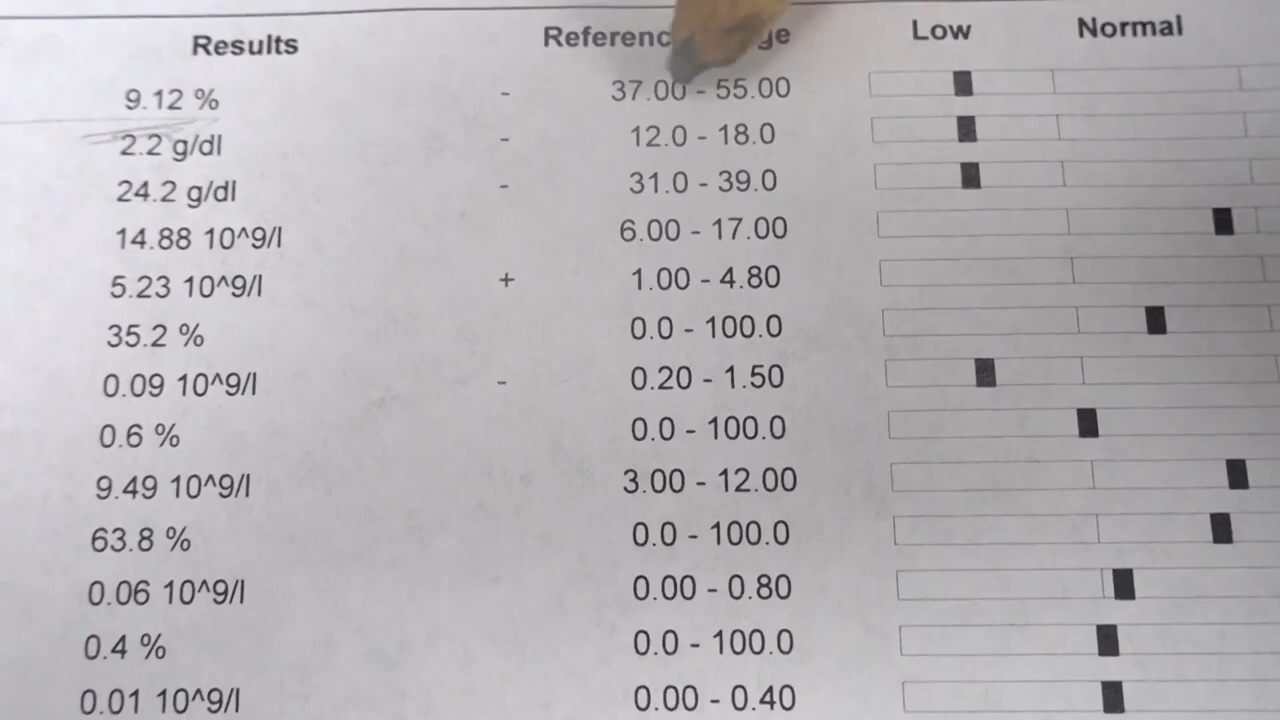 Results Referenc ge Low Normal
9.12 % - 37.00 - 55.00
2.2 g/dl - 12.0 - 18.0
24.2 g/dl - 31.0 - 39.0
14.88 10^9/l 6.00 - 17.00
5.23 10^9/l + 1.00 - 4.80
35.2 % 0.0 - 100.0
0.09 10^9/l - 0.20 - 1.50
0.6 % 0.0 - 100.0
9.49 10^9/l 3.00 - 12.00
63.8 % 0.0 - 100.0
0.06 10^9/l 0.00 - 0.80
0.4 % 0.0 - 100.0
0.01 10^9/l 0.00 - 0.40